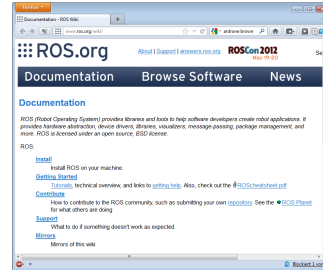 Firefox
Documentation - ROS Wiki
www.ros.org/wiki/
ardrone brown
ROS.org
About | Support | answers.ros.org
ROSCon 2012
May 19-20
Se
Documentation Browse Software News
Documentation
ROS (Robot Operating System) provides libraries and tools to help software developers create robot applications. It
provides hardware abstraction, device drivers, libraries, visualizers, message-passing, package management, and
more. ROS is licensed under an open source, BSD license.
ROS:
Install
Install ROS on your machine.
Getting Started
Tutorials, technical overview, and links to getting help. Also, check out the ROScheatsheet.pdf
Contribute
How to contribute to the ROS community, such as submitting your own repository. See the ROS Planet
for what others are doing
Support
What to do if something doesn't work as expected.
Mirrors
Mirrors of this wiki.
Blockiert 1 von